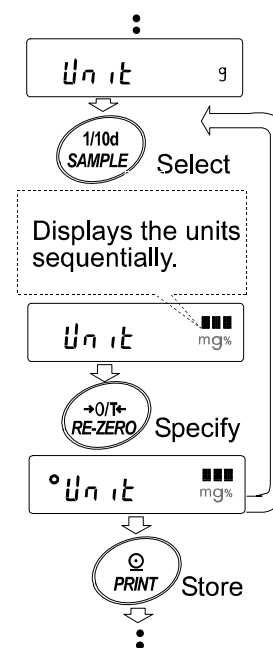 Unit g
1/10d
SAMPLE Select
Displays the units
sequentially.
Unit mg%
→0/T←
RE-ZERO Specify
Unit mg%
PRINT Store